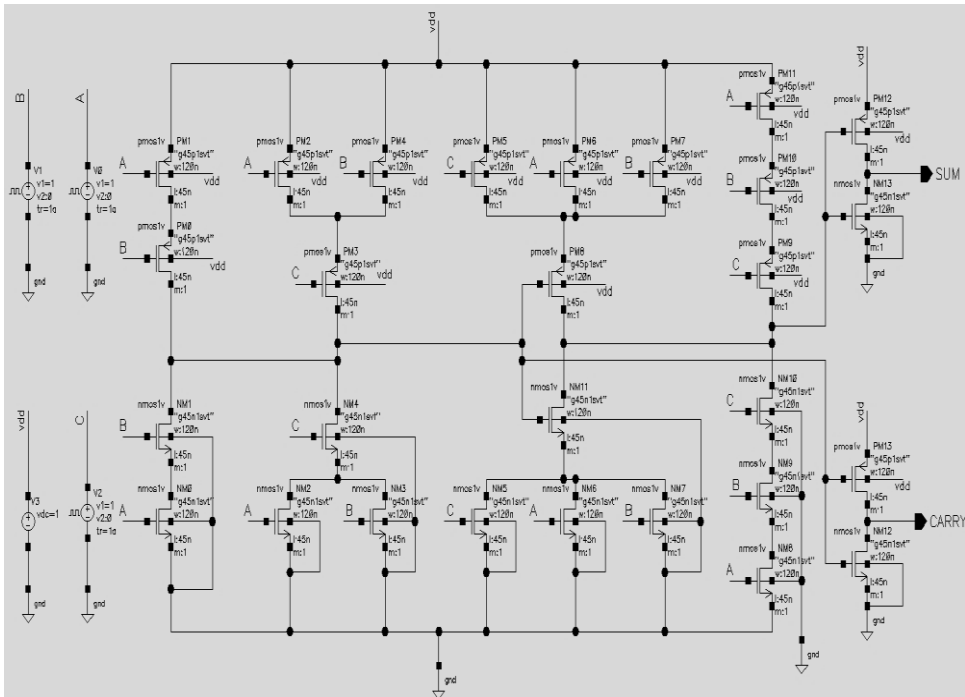 vdd
vdd
B
A
pmos1v
PM11
"g45p1svt"
A
w:120n
vdd
l:45n
m:1
PM12
pmos1v
"g45p1svt"
w:120n
vdd
l:45n
m:1
SUM
pmos1v
PM1
"g45p1svt"
A
w:120n
vdd
l:45n
m:1
pmos1v
PM2
"g45p1svt"
A
w:120n
vdd
l:45n
m:1
pmos1v
PM4
"g45p1svt"
B
w:120n
vdd
l:45n
m:1
pmos1v
PM5
"g45p1svt"
C
w:120n
vdd
l:45n
m:1
pmos1v
PM6
"g45p1svt"
A
w:120n
vdd
l:45n
m:1
pmos1v
PM7
"g45p1svt"
B
w:120n
vdd
l:45n
m:1
pmos1v
PM10
"g45p1svt"
B
w:120n
vdd
l:45n
m:1
nmos1v
NM13
"g45n1svt"
w:120n
l:45n
m:1
gnd
V1
v1=1
v2:0
gnd
V0
v1=1
v2:0
gnd
pmos1v
PM0
"g45p1svt"
B
w:120n
vdd
l:45n
m:1
pmos1v
PM3
"g45p1svt"
C
w:120n
vdd
l:45n
m:1
pmos1v
PM8
"g45p1svt"
w:120n
vdd
l:45n
m:1
pmos1v
PM9
"g45p1svt"
C
w:120n
vdd
l:45n
m:1
vdd
C
nmos1v
NM1
"g45n1svt"
B
w:120n
l:45n
m:1
nmos1v
NM4
"g45n1svt"
C
w:120n
l:45n
m:1
nmos1v
NM11
"g45n1svt"
w:120n
l:45n
m:1
nmos1v
NM10
"g45n1svt"
C
w:120n
l:45n
m:1
vdd
pmos1v
PM13
"g45p1svt"
w:120n
vdd
l:45n
m:1
CARRY
V3
vdc=1
gnd
V2
v1=1
v2:0
gnd
nmos1v
NM0
"g45n1svt"
A
w:120n
l:45n
m:1
nmos1v
NM2
"g45n1svt"
A
w:120n
l:45n
m:1
nmos1v
NM3
"g45n1svt"
B
w:120n
l:45n
m:1
nmos1v
NM5
"g45n1svt"
C
w:120n
l:45n
m:1
nmos1v
NM6
"g45n1svt"
A
w:120n
l:45n
m:1
nmos1v
NM7
"g45n1svt"
B
w:120n
l:45n
m:1
nmos1v
NM9
"g45n1svt"
B
w:120n
l:45n
m:1
nmos1v
NM12
"g45n1svt"
w:120n
l:45n
m:1
gnd
nmos1v
NM8
"g45n1svt"
A
w:120n
l:45n
m:1
gnd
gnd